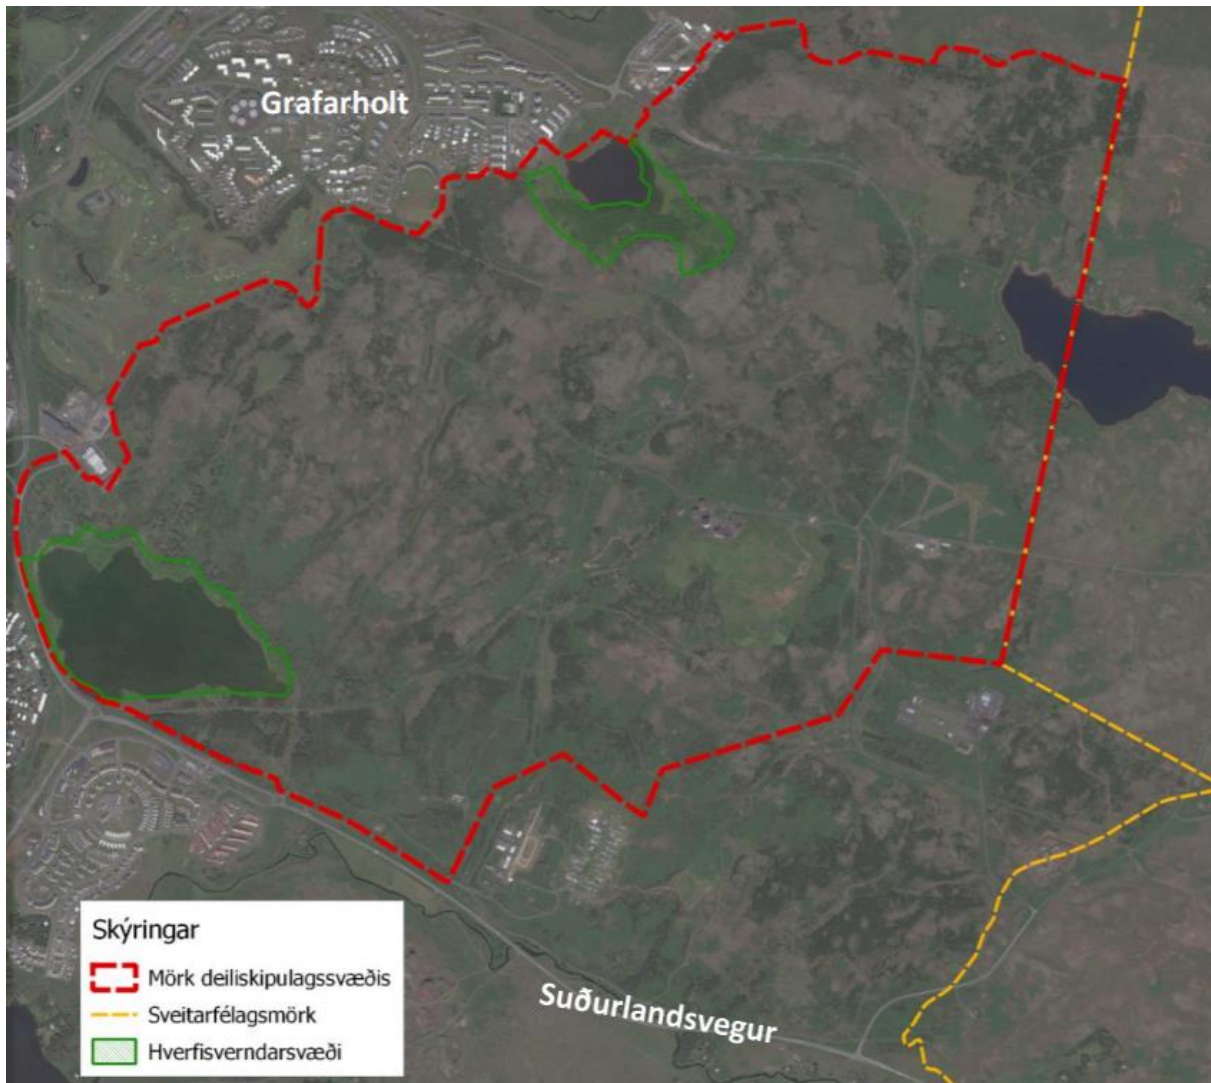 Grafarholt
Suðurlandsvegur
Skýringar
Mörk deiliskipulagssvæðis
Sveitarfélagsmörk
Hverfisverndarsvæði